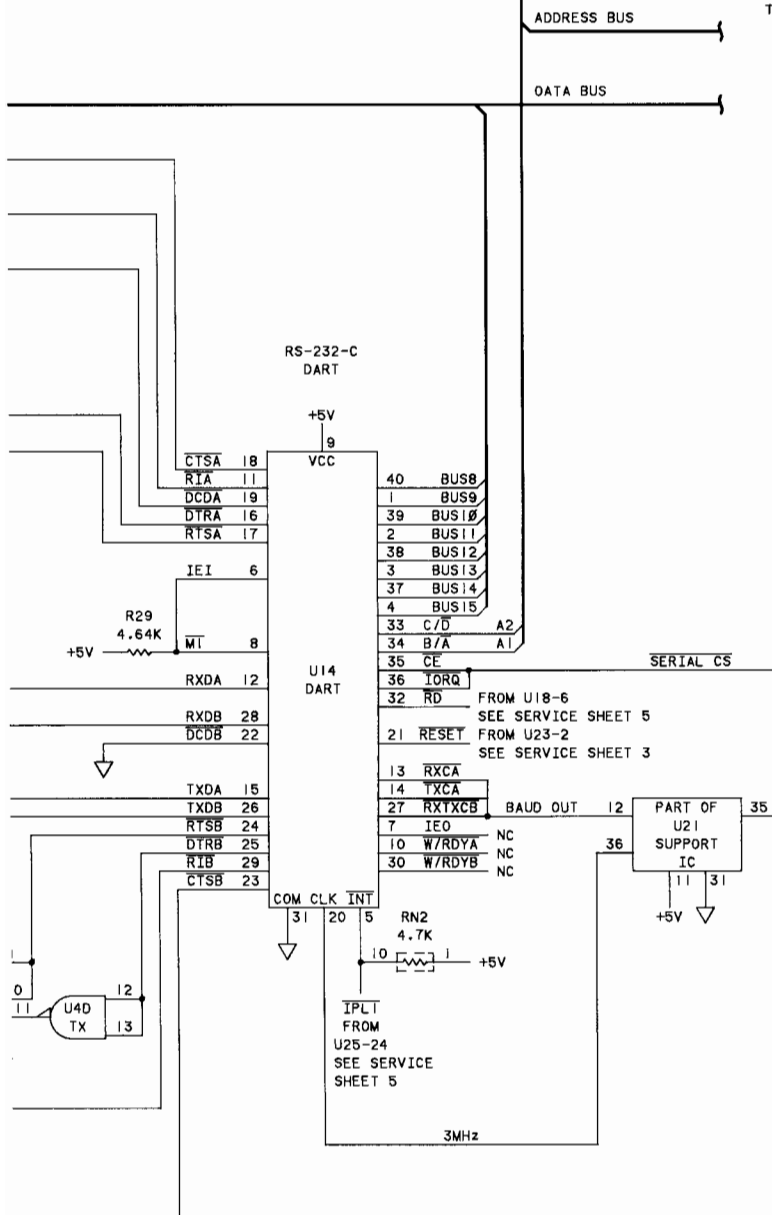 ADDRESS BUS
T
OATA BUS
RS-232-C
DART
+5V
9
VCC
CTSA 18
RIA 11
DCDA 19
DTRA 16
RTSA 17
IEI 6
R29
4.64K
+5V
M1 8
RXDA 12
RXDB 28
DCDB 22
TXDA 15
TXDB 26
RTSB 24
DTRB 25
RIB 29
CTSB 23
U14
DART
40 BUS8
1 BUS9
39 BUS1Ø
2 BUS11
38 BUS12
3 BUS13
37 BUS14
4 BUS15
33 C/D A2
34 B/A A1
35 CE
SERIAL CS
36 IORQ
32 RD FROM U18-6
SEE SERVICE SHEET 5
21 RESET FROM U23-2
SEE SERVICE SHEET 3
13 RXCA
14 TXCA
27 RXTXCB BAUD OUT 12
7 IEO NC
10 W/RDYA NC
30 W/RDYB NC
36
PART OF
U21
SUPPORT
IC
35
11 31
+5V
COM CLK INT
31 20 5
RN2
4.7K
10 1 +5V
1
0
11
U4D
TX
12
13
IPL1
FROM
U25-24
SEE SERVICE
SHEET 5
3MHz